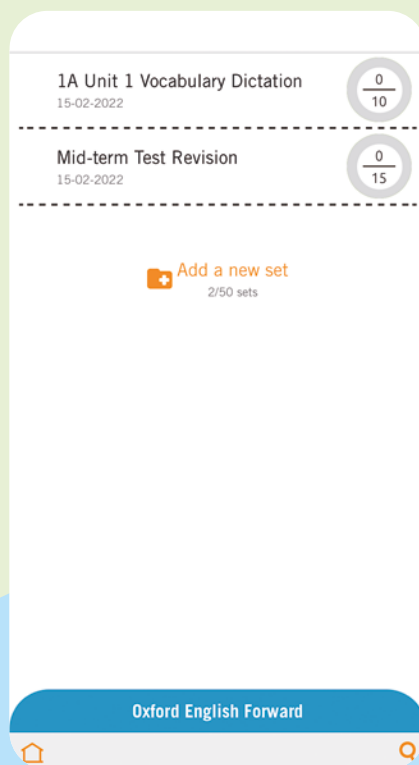 1A Unit 1 Vocabulary Dictation
15-02-2022
0
10
Mid-term Test Revision
15-02-2022
0
15
Add a new set
2/50 sets
Oxford English Forward